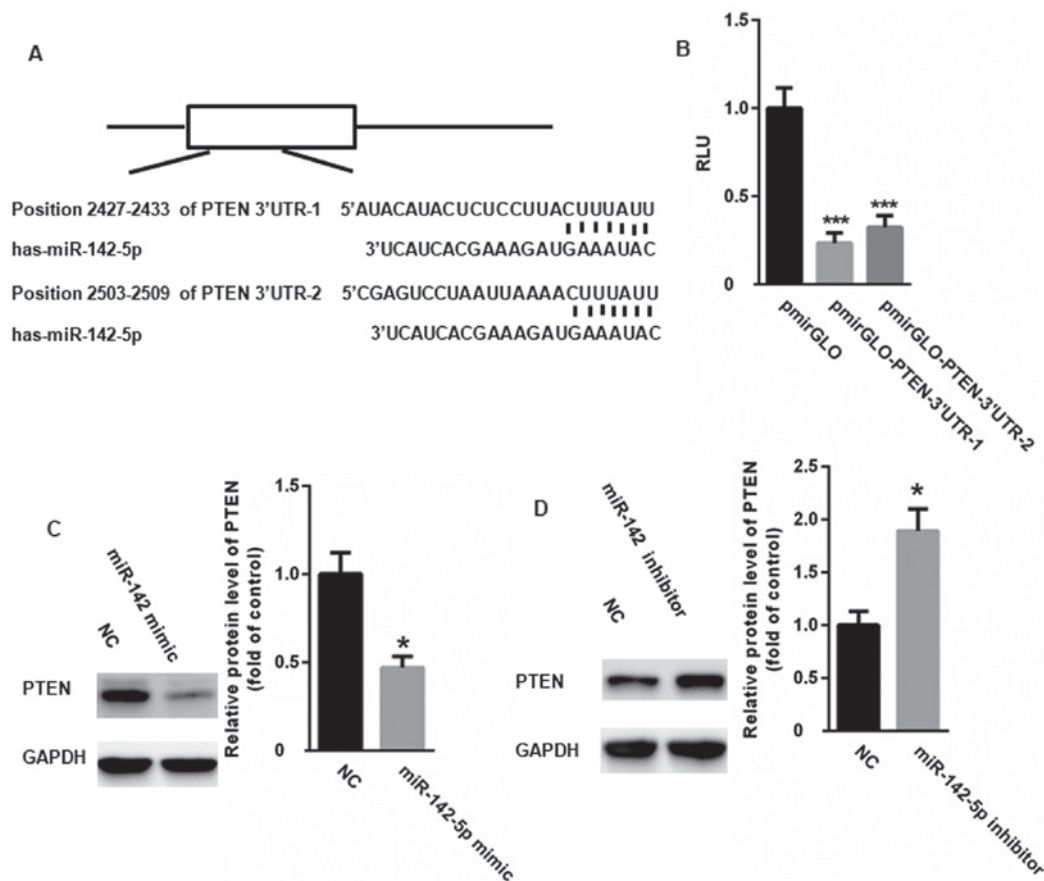 A
Position 2427-2433 of PTEN 3'UTR-1 5'AUACAUACUCUCCUUACUUUAUU
has-miR-142-5p 3'UCAUCACGAAAGAUGAAAUAC
Position 2503-2509 of PTEN 3'UTR-2 5'CGAGUCCUAAUUAAAACUUUAUU
has-miR-142-5p 3'UCAUCACGAAAGAUGAAAUAC
B
RLU
1.5
1.0
0.5
0
***
***
pmirGLO
pmirGLO-PTEN-3'UTR-1
pmirGLO-PTEN-3'UTR-2
C
NC
miR-142 mimic
PTEN
GAPDH
Relative protein level of PTEN
(fold of control)
1.5
1.0
0.5
0
*
NC
miR-142-5p mimic
D
NC
miR-142 inhibitor
PTEN
GAPDH
Relative protein level of PTEN
(fold of control)
2.5
2.0
1.5
1.0
0.5
0
*
NC
miR-142-5p inhibitor